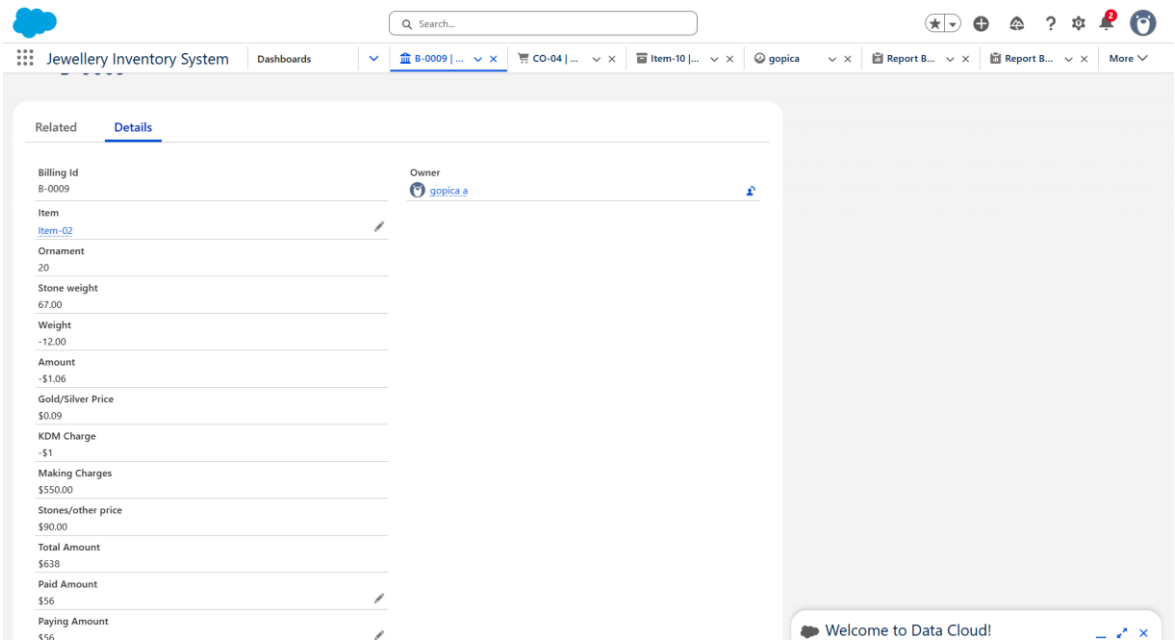 Search...
2
Jewellery Inventory System
Dashboards
B-0009 | ...
CO-04 | ...
Item-10 |...
gopica
Report B...
Report B...
More
B-0009
Related
Details
Billing Id
B-0009
Owner
gopica a
Item
Item-02
Ornament
20
Stone weight
67.00
Weight
-12.00
Amount
-$1.06
Gold/Silver Price
$0.09
KDM Charge
-$1
Making Charges
$550.00
Stones/other price
$90.00
Total Amount
$638
Paid Amount
$56
Paying Amount
$56
Welcome to Data Cloud!